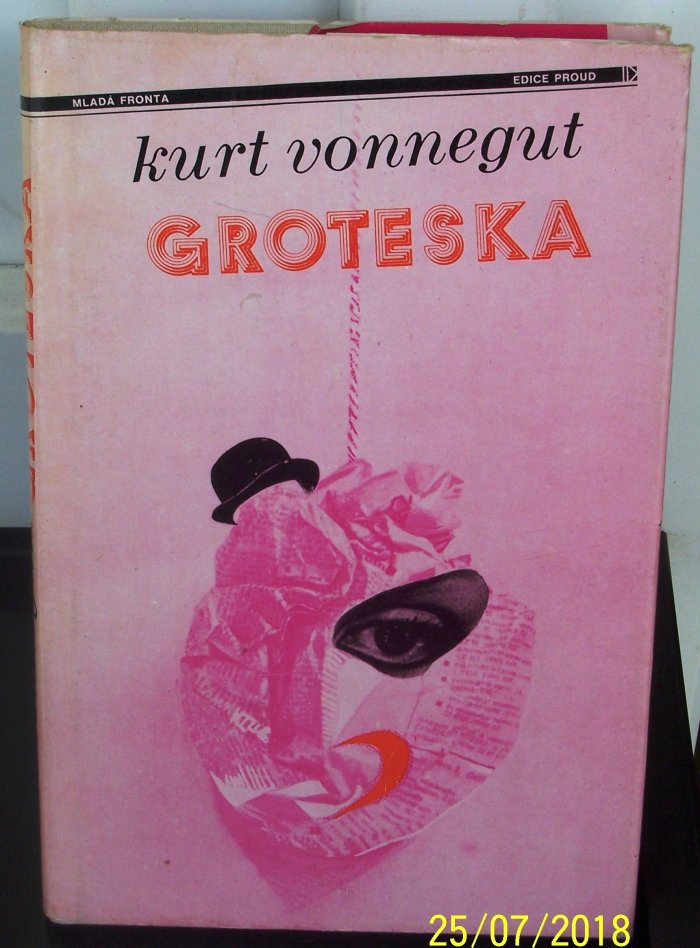 MLADÁ FRONTA
EDICE PROUD
kurt vonnegut
GROTESKA
25/07/2018